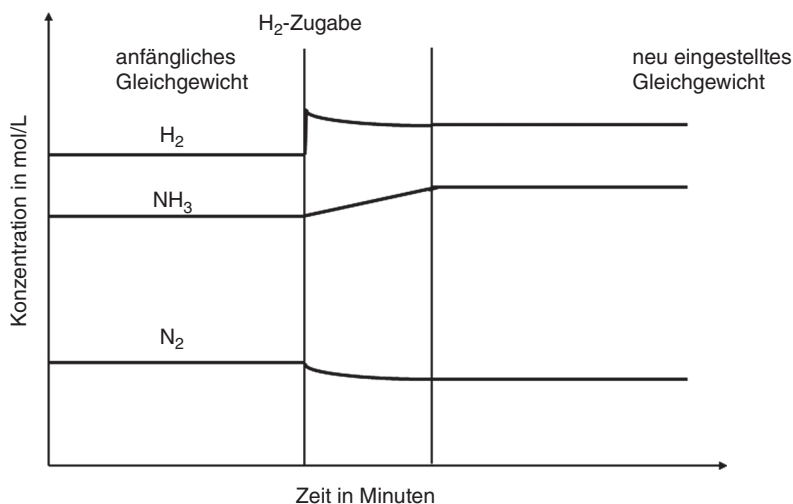 H₂-Zugabe
anfängliches
Gleichgewicht
neu eingestelltes
Gleichgewicht
H₂
NH₃
N₂
Konzentration in mol/L
Zeit in Minuten